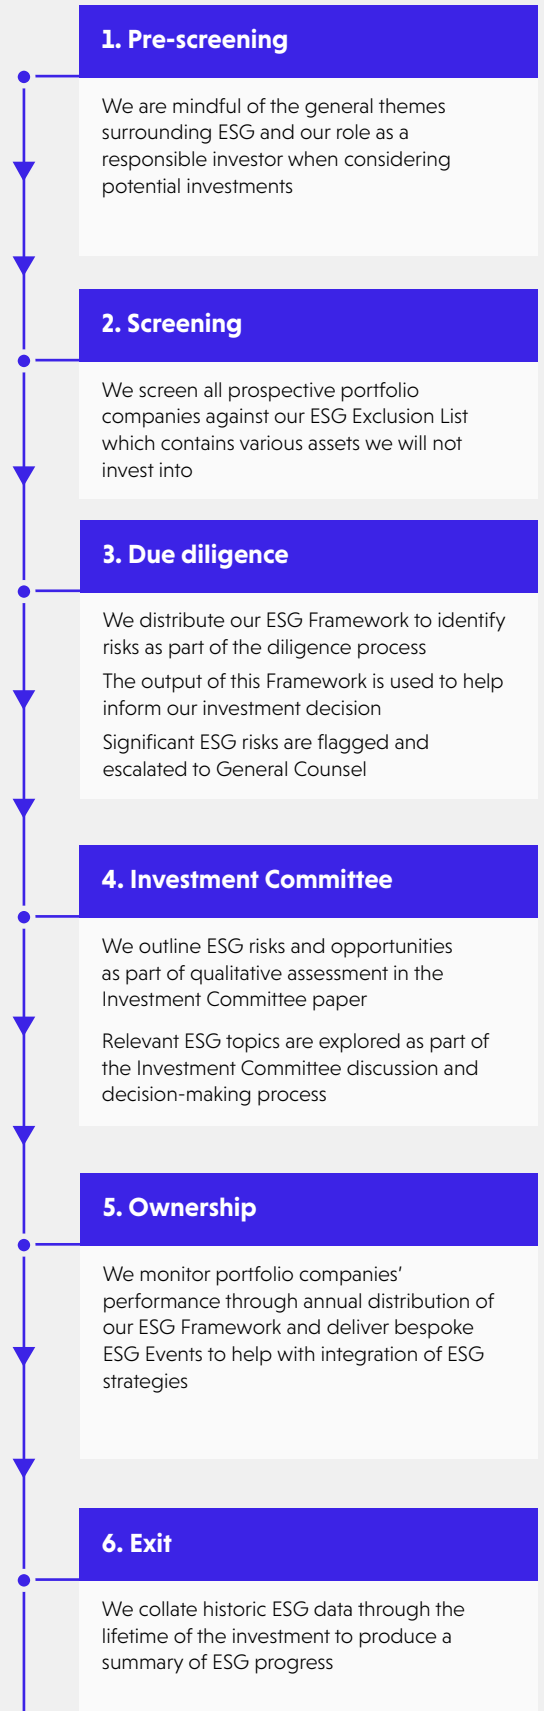 1. Pre-screening
We are mindful of the general themes
surrounding ESG and our role as a
responsible investor when considering
potential investments
2. Screening
We screen all prospective portfolio
companies against our ESG Exclusion List
which contains various assets we will not
invest into
3. Due diligence
We distribute our ESG Framework to identify
risks as part of the diligence process
The output of this Framework is used to help
inform our investment decision
Significant ESG risks are flagged and
escalated to General Counsel
4. Investment Committee
We outline ESG risks and opportunities
as part of qualitative assessment in the
Investment Committee paper
Relevant ESG topics are explored as part of
the Investment Committee discussion and
decision-making process
5. Ownership
We monitor portfolio companies’
performance through annual distribution of
our ESG Framework and deliver bespoke
ESG Events to help with integration of ESG
strategies
6. Exit
We collate historic ESG data through the
lifetime of the investment to produce a
summary of ESG progress